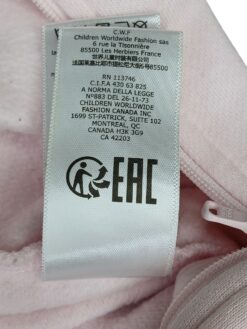 C.W.F
Children Worldwide Fashion sas
6 rue la Tisonnière
85500 Les Herbiers France
RN 113746
C.I.F.A 430 63 825
A NORMA DELLA LEGGE
N°883 DEL 26-11-73
CHILDREN WORLDWIDE
FASHION CANADA INC
1699 ST-PATRICK, SUITE 102
MONTREAL, QC
CANADA H3K 3G9
CA 42203
EAC